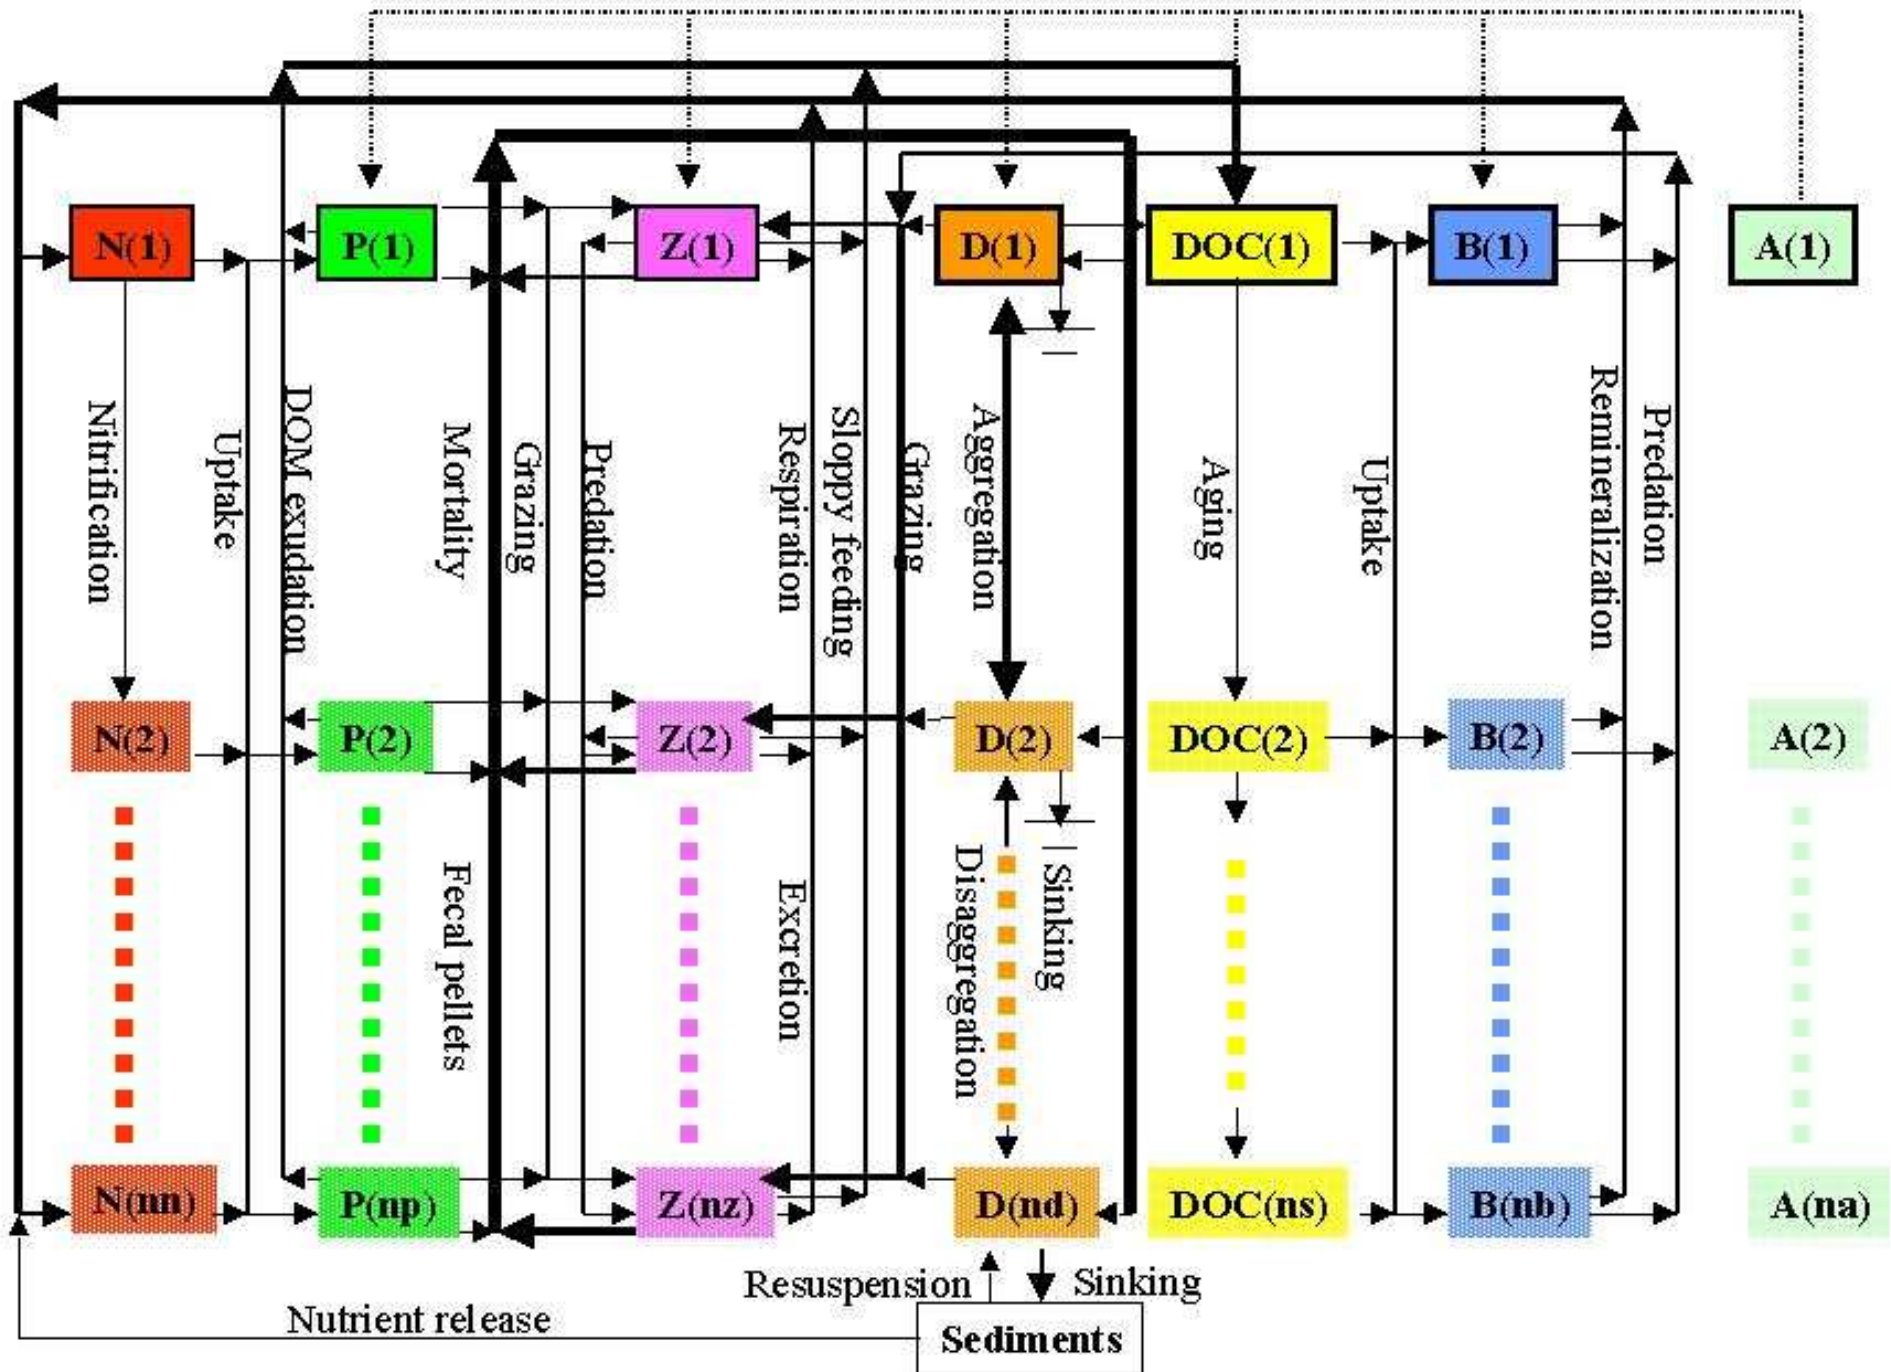 N(1)
P(1)
Z(1)
D(1)
DOC(1)
B(1)
A(1)
Nitrification
Uptake
DOM exudation
Mortality
Grazing
Predation
Respiration
Sloppy feeding
Grazing
Aggregation
Aging
Uptake
Remineralization
Predation
N(2)
P(2)
Z(2)
D(2)
DOC(2)
B(2)
A(2)
Fecal pellets
Excretion
Disaggregation
Sinking
N(nn)
P(np)
Z(nz)
D(nd)
DOC(ns)
B(nb)
A(na)
Resuspension
Sinking
Nutrient release
Sediments